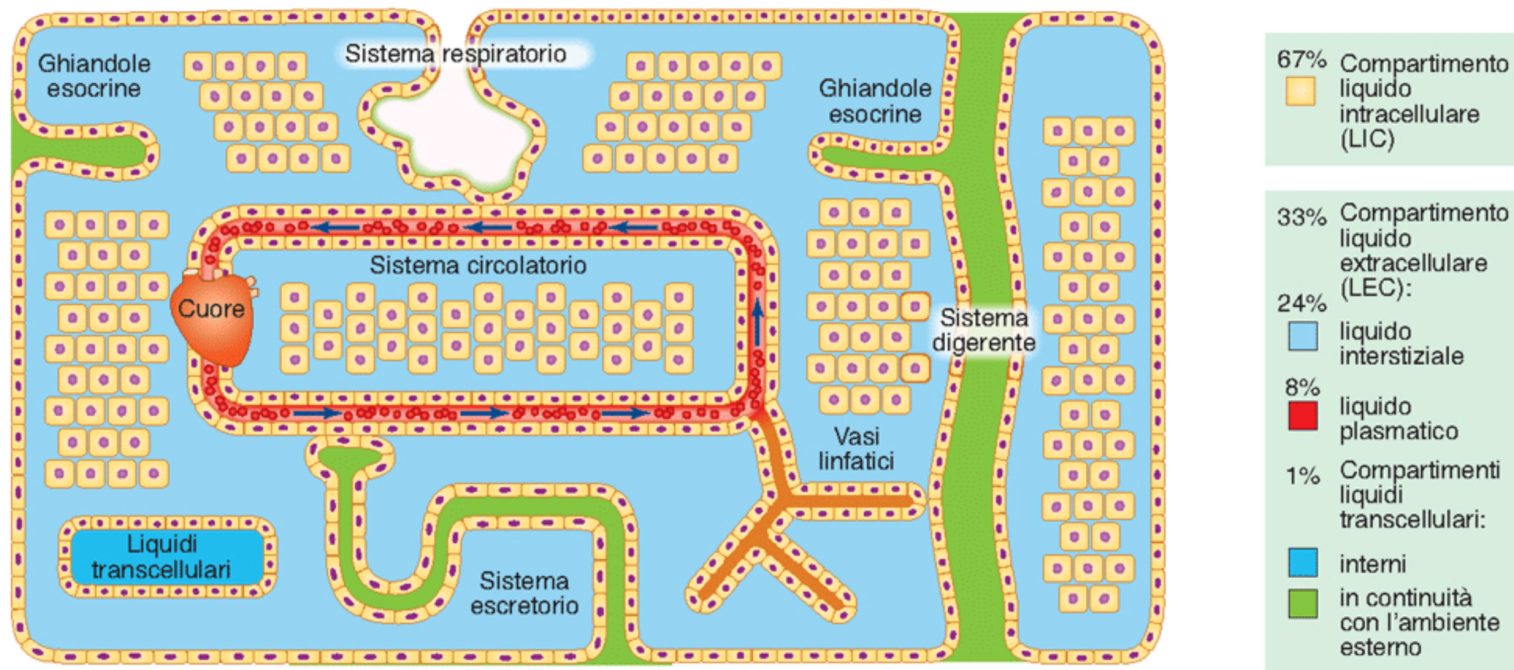 Sistema respiratorio
Ghiandole
esocrine
Ghiandole
esocrine
Sistema circolatorio
Cuore
Sistema
digerente
Vasi
linfatici
Liquidi
transcellulari
Sistema
escretorio
67% Compartimento
liquido
intracellulare
(LIC)
33% Compartimento
liquido
extracellulare
(LEC):
24%
liquido
interstiziale
8%
liquido
plasmatico
1% Compartimenti
liquidi
transcellulari:
interni
in continuità
con l'ambiente
esterno